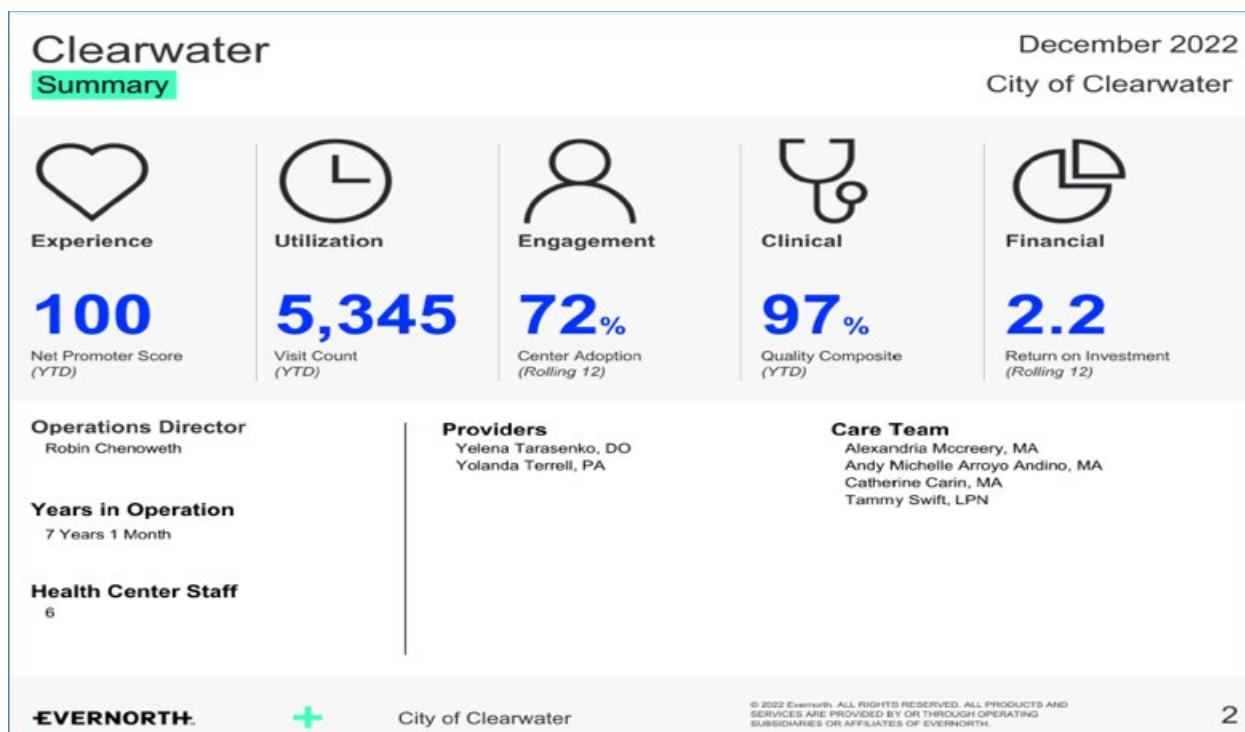 Clearwater
Summary
December 2022
City of Clearwater
Experience
100
Net Promoter Score
(YTD)
Utilization
5,345
Visit Count
(YTD)
Engagement
72%
Center Adoption
(Rolling 12)
Clinical
97%
Quality Composite
(YTD)
Financial
2.2
Return on Investment
(Rolling 12)
Operations Director
Robin Chenoweth
Years in Operation
7 Years 1 Month
Health Center Staff
6
Providers
Yelena Tarasenko, DO
Yolanda Terrell, PA
Care Team
Alexandria Mccreery, MA
Andy Michelle Arroyo Andino, MA
Catherine Carin, MA
Tammy Swift, LPN
EVERNORTH
City of Clearwater
© 2022 Evernorth. ALL RIGHTS RESERVED. ALL PRODUCTS AND
SERVICES ARE PROVIDED BY OR THROUGH OPERATING
SUBSIDIARIES OR AFFILIATES OF EVERNORTH.
2